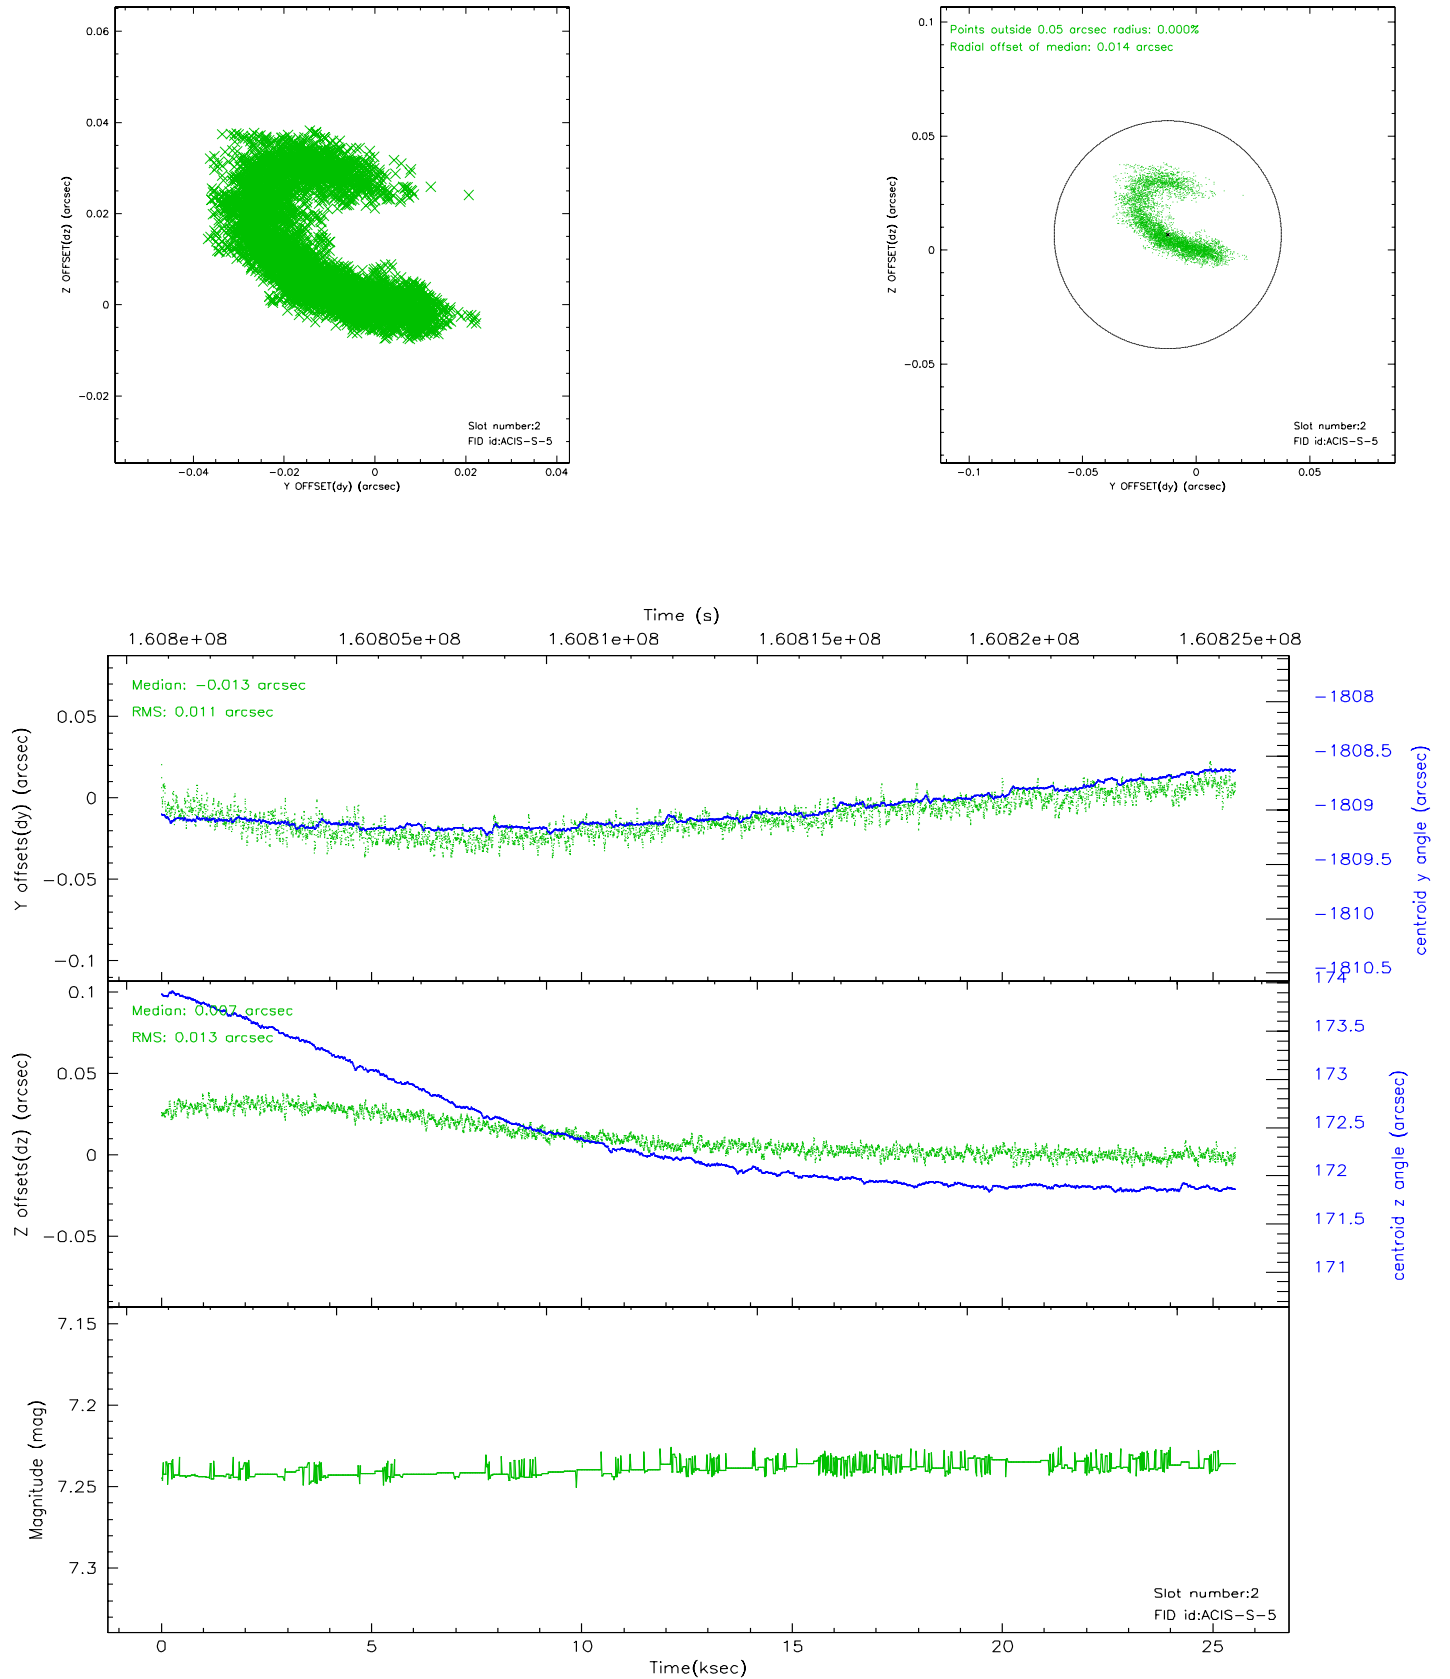 0.06
0.04
0.02
0
−0.02
Z OFFSET(dz) (arcsec)
Slot number:2
FID id:ACIS−S−5
−0.04
−0.02
0
0.02
0.04
Y OFFSET(dy) (arcsec)
Points outside 0.05 arcsec radius: 0.000%
Radial offset of median: 0.014 arcsec
0.1
0.05
0
−0.05
Z OFFSET(dz) (arcsec)
Slot number:2
FID id:ACIS−S−5
−0.1
−0.05
0
0.05
Y OFFSET(dy) (arcsec)
Time (s)
1.608e+08
1.60805e+08
1.6081e+08
1.60815e+08
1.6082e+08
1.60825e+08
Median: −0.013 arcsec
RMS: 0.011 arcsec
0.05
0
−0.05
−0.1
Y offsets(dy) (arcsec)
−1808
−1808.5
−1809
−1809.5
−1810
−1810.5
centroid y angle (arcsec)
Median: 0.007 arcsec
RMS: 0.013 arcsec
0.1
0.05
0
−0.05
Z offsets(dz) (arcsec)
174
173.5
173
172.5
172
171.5
171
centroid z angle (arcsec)
7.15
7.2
7.25
7.3
Magnitude (mag)
Slot number:2
FID id:ACIS−S−5
0
5
10
15
20
25
Time(ksec)